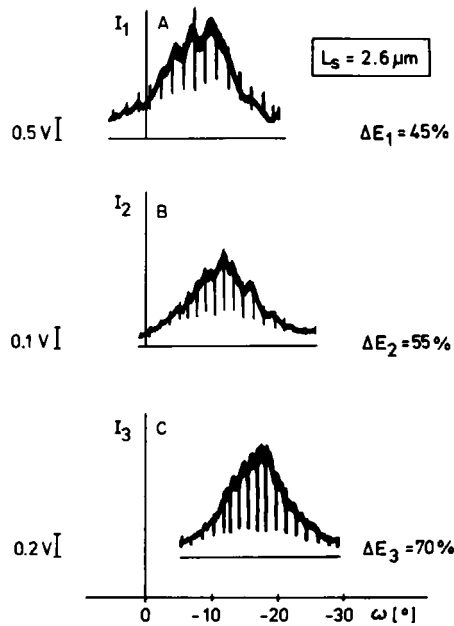 I₁ A
Lₛ = 2.6 µm
0.5 V
ΔE₁ = 45%
I₂ B
0.1 V
ΔE₂ = 55%
I₃ C
0.2 V
ΔE₃ = 70%
0 -10 -20 -30 ω [°]